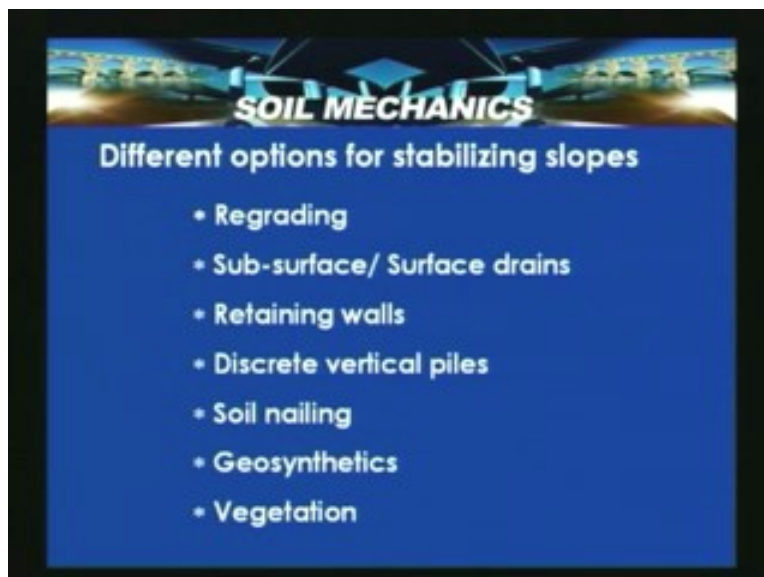 SOIL MECHANICS
Different options for stabilizing slopes
* Regrading
* Sub-surface/ Surface drains
* Retaining walls
* Discrete vertical piles
* Soil nailing
* Geosynthetics
* Vegetation